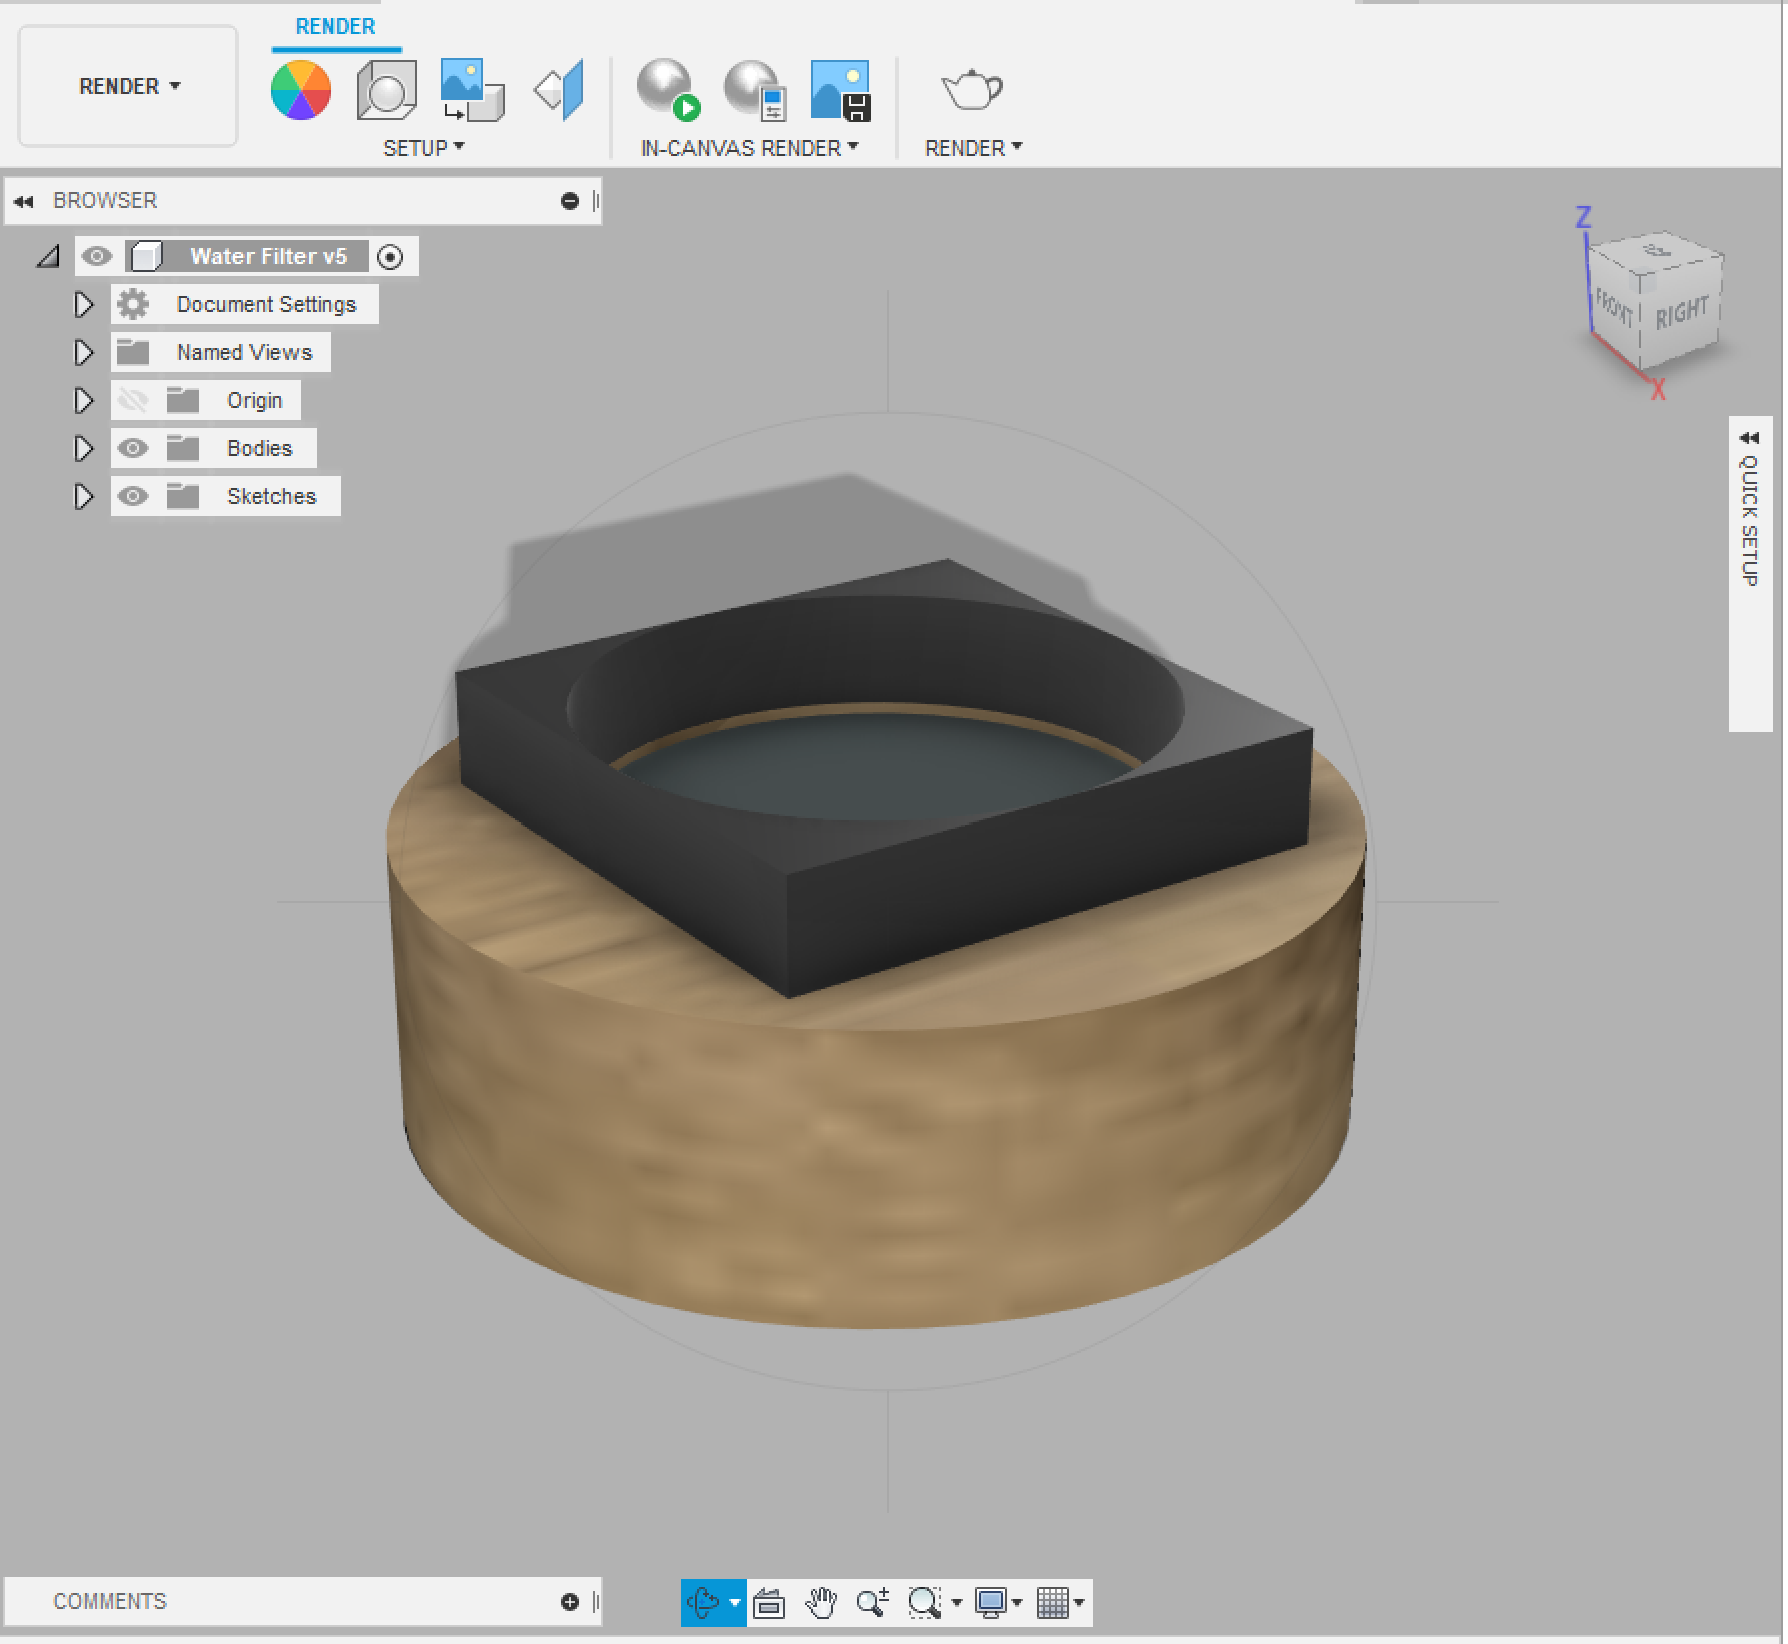 RENDER
RENDER
SETUP
IN-CANVAS RENDER
RENDER
BROWSER
Water Filter v5
Document Settings
Named Views
Origin
Bodies
Sketches
Z
FRONT
RIGHT
X
QUICK SETUP
COMMENTS